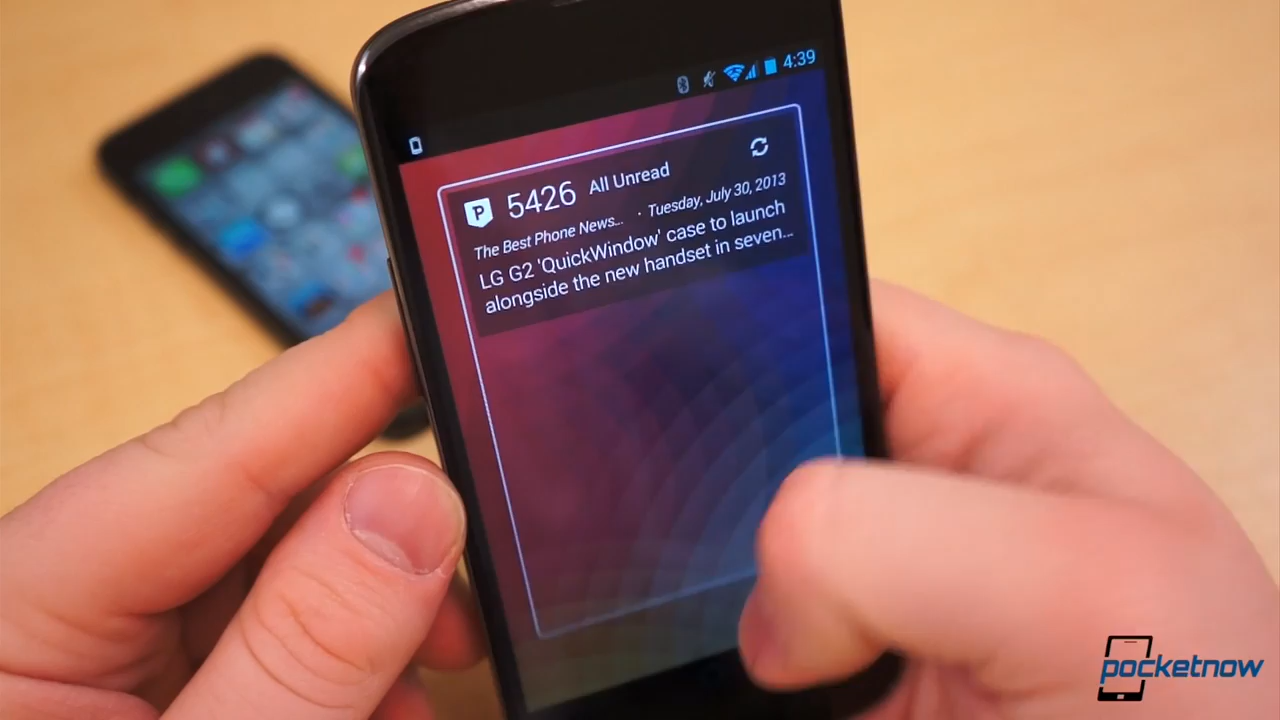 4:39
P 5426 All Unread
The Best Phone News... · Tuesday, July 30, 2013
LG G2 'QuickWindow' case to launch
alongside the new handset in seven...
pocketnow